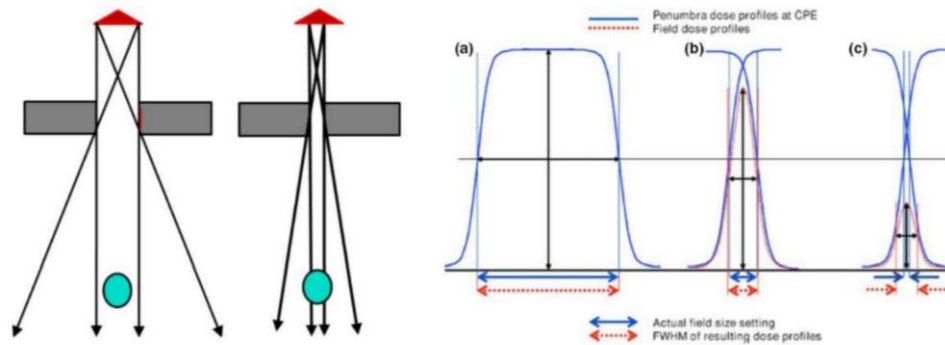 Penumbra dose profiles at CPE
Field dose profiles
(a)
(b)
(c)
Actual field size setting
FWHM of resulting dose profiles